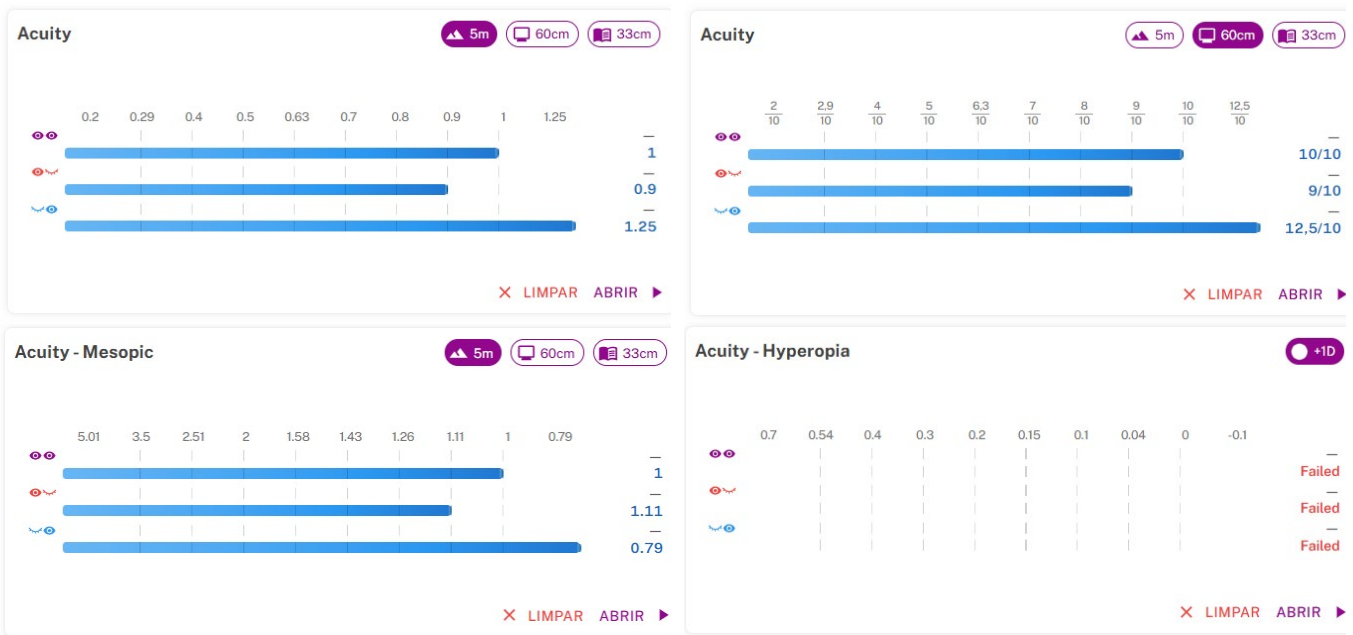 Acuity 5m 60cm 33cm
0.2 0.29 0.4 0.5 0.63 0.7 0.8 0.9 1 1.25
—
1
—
0.9
—
1.25
LIMPAR ABRIR
Acuity 5m 60cm 33cm
2/10 2,9/10 4/10 5/10 6,3/10 7/10 8/10 9/10 10/10 12,5/10
—
10/10
—
9/10
—
12,5/10
LIMPAR ABRIR
Acuity - Mesopic 5m 60cm 33cm
5.01 3.5 2.51 2 1.58 1.43 1.26 1.11 1 0.79
—
1
—
1.11
—
0.79
LIMPAR ABRIR
Acuity - Hyperopia +1D
0.7 0.54 0.4 0.3 0.2 0.15 0.1 0.04 0 -0.1
—
Failed
—
Failed
—
Failed
LIMPAR ABRIR